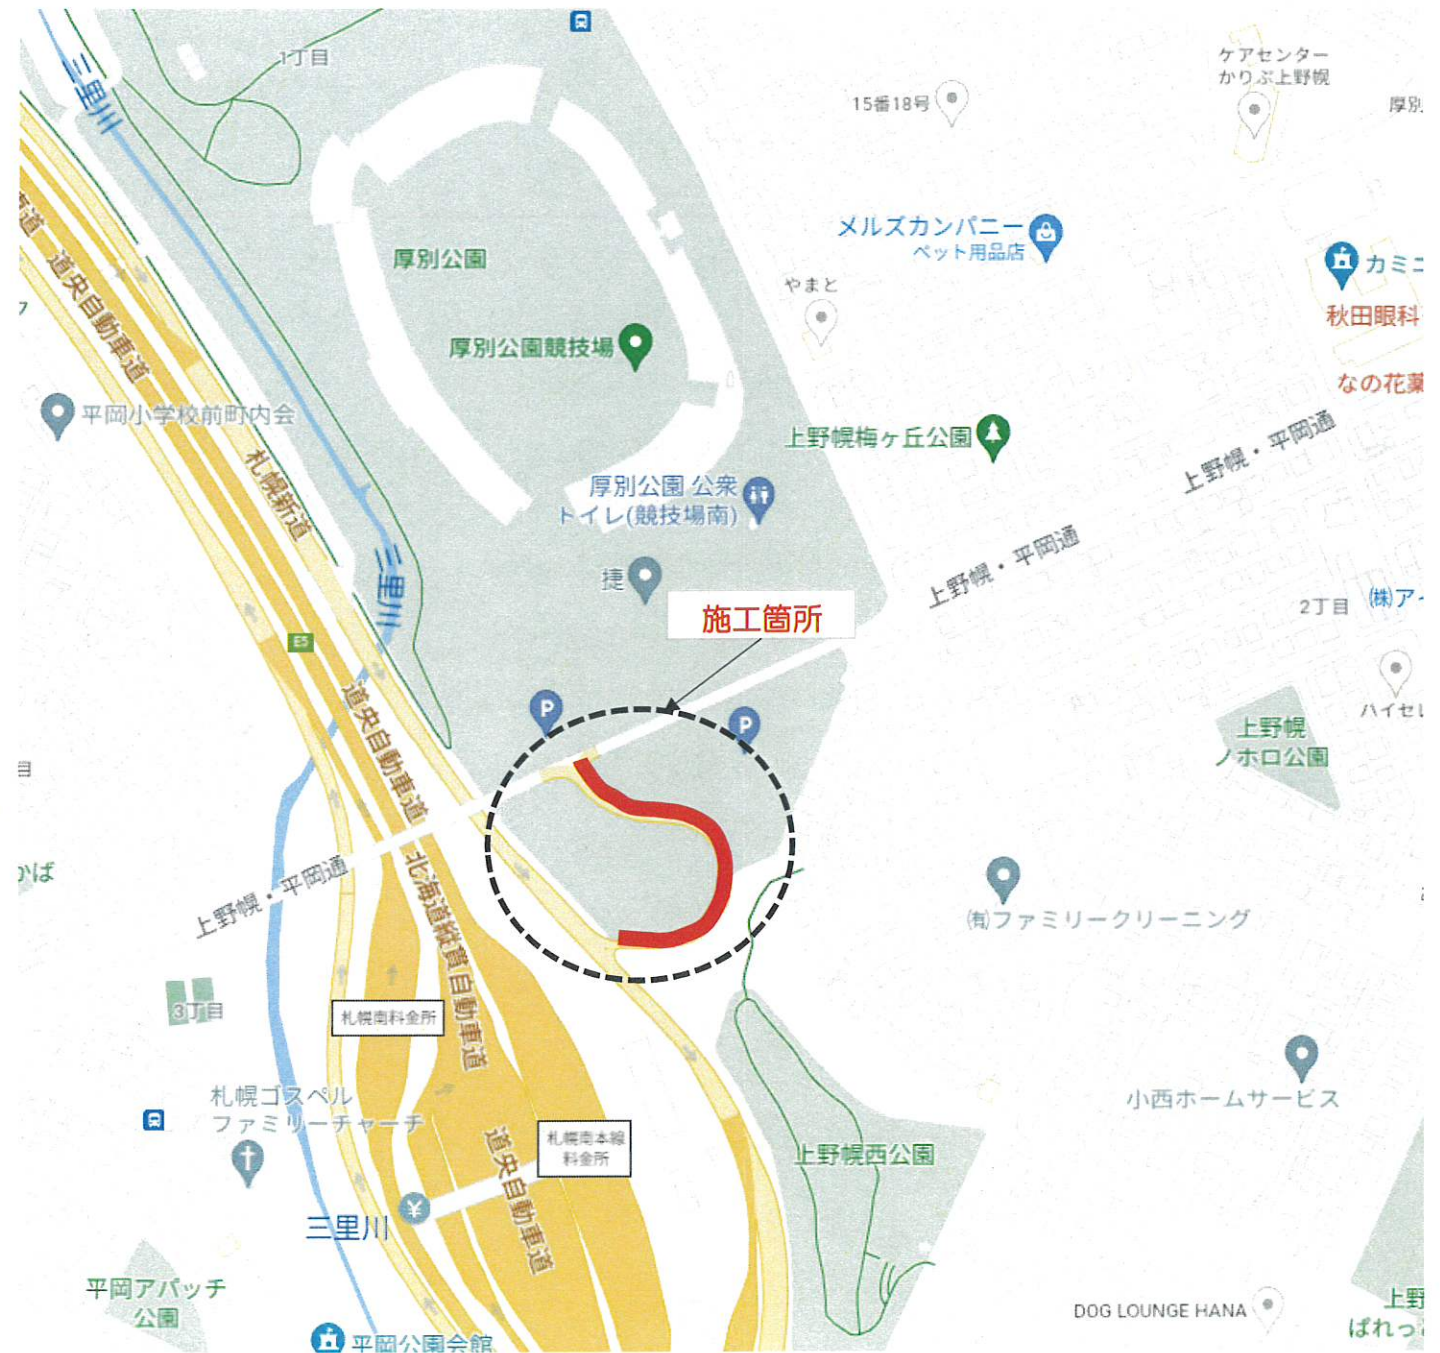 1丁目
三里川
ケアセンター
かりぷ上野幌
15番18号
厚別
メルズカンパニー
ペット用品店
厚別公園
カミニ
道央自動車道
やまと
秋田眼科
厚別公園競技場
なの花薬
平岡小学校前町内会
上野幌梅ヶ丘公園
上野幌・平岡通
札幌新道
厚別公園 公衆
トイレ(競技場南)
上野幌・平岡通
三里川
捷
2丁目
㈱アイ
施工箇所
E5
P
P
道央自動車道
ハイセレ
上野幌
ノホロ公園
目
かば
上野幌・平岡通
北海道縦貫自動車道
㈲ファミリークリーニング
3丁目
札幌南料金所
札幌ゴスペル
ファミリーチャーチ
小西ホームサービス
札幌南本線
料金所
道央自動車道
上野幌西公園
¥
三里川
平岡アパッチ
公園
DOG LOUNGE HANA
上野
ぱれっ
平岡公園会館